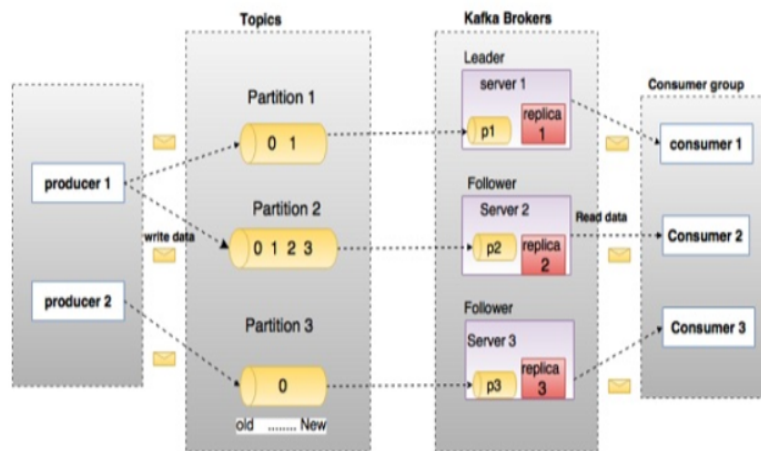 Topics
Kafka Brokers
Leader
server 1
Consumer group
Partition 1
0 1
p1
replica
1
consumer 1
producer 1
Partition 2
Follower
Server 2
write data
0 1 2 3
p2
replica
2
Read data
Consumer 2
producer 2
Partition 3
Follower
Server 3
Consumer 3
0
p3
replica
3
old ........ New